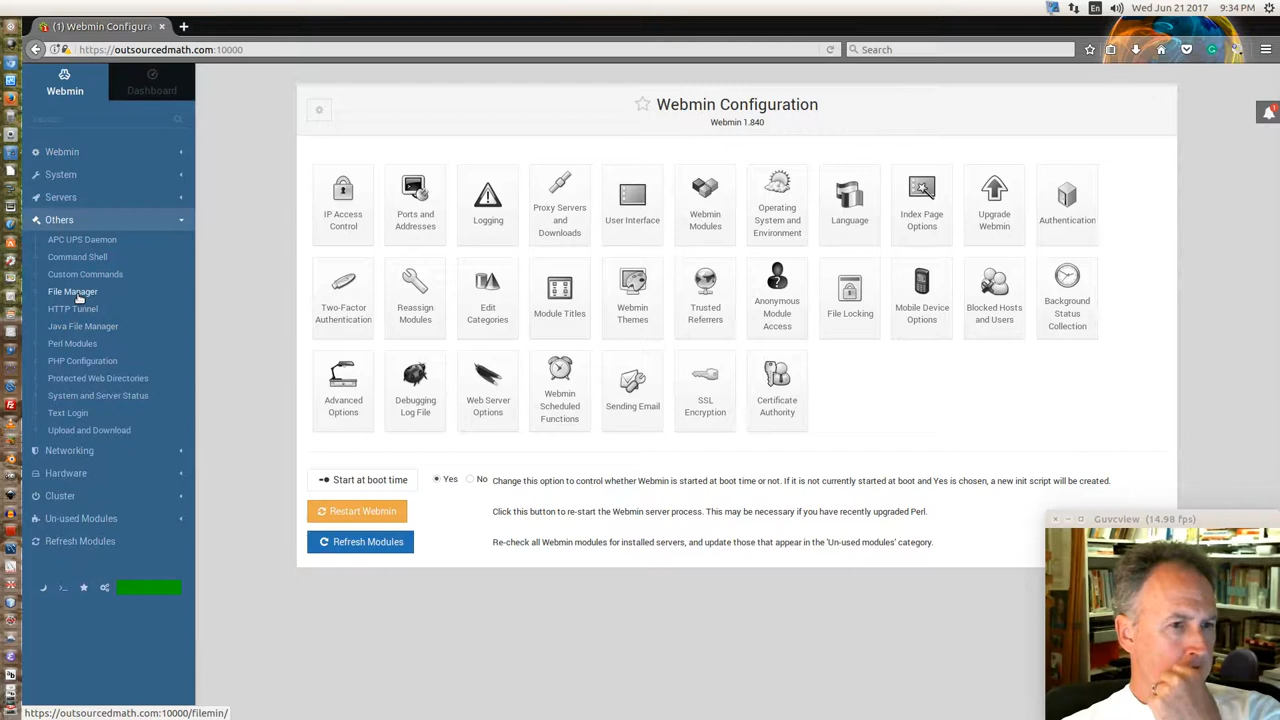 En
Wed Jun 21 2017
9:34 PM
(1) Webmin Configura
https://outsourcedmath.com:10000
Search
Webmin
Dashboard
Webmin
System
Servers
Others
APC UPS Daemon
Command Shell
Custom Commands
File Manager
HTTP Tunnel
Java File Manager
Perl Modules
PHP Configuration
Protected Web Directories
System and Server Status
Text Login
Upload and Download
Networking
Hardware
Cluster
Un-used Modules
Refresh Modules
Webmin Configuration
Webmin 1.840
IP Access
Control
Ports and
Addresses
Logging
Proxy Servers
and
Downloads
User Interface
Webmin
Modules
Operating
System and
Environment
Language
Index Page
Options
Upgrade
Webmin
Authentication
Two-Factor
Authentication
Reassign
Modules
Edit
Categories
Module Titles
Webmin
Themes
Trusted
Referrers
Anonymous
Module
Access
File Locking
Mobile Device
Options
Blocked Hosts
and Users
Background
Status
Collection
Advanced
Options
Debugging
Log File
Web Server
Options
Webmin
Scheduled
Functions
Sending Email
SSL
Encryption
Certificate
Authority
Start at boot time
Yes
No
Change this option to control whether Webmin is started at boot time or not. If it is not currently started at boot and Yes is chosen, a new init script will be created.
Restart Webmin
Click this button to re-start the Webmin server process. This may be necessary if you have recently upgraded Perl.
Refresh Modules
Re-check all Webmin modules for installed servers, and update those that appear in the 'Un-used modules' category.
Guvcview (14.98 fps)
https://outsourcedmath.com:10000/filemin/